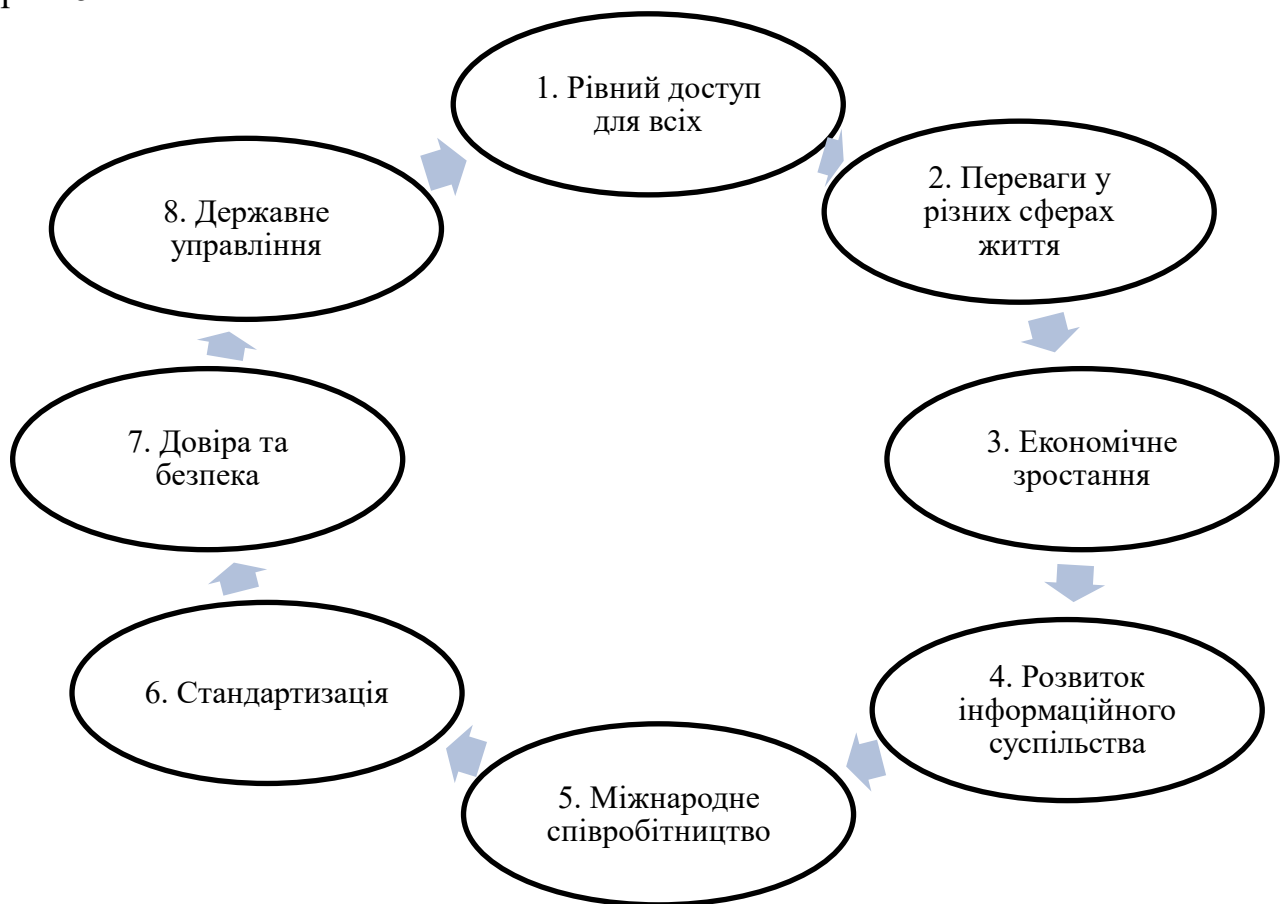 1. Рівний доступ
для всіх
2. Переваги у
різних сферах
життя
3. Економічне
зростання
4. Розвиток
інформаційного
суспільства
5. Міжнародне
співробітництво
6. Стандартизація
7. Довіра та
безпека
8. Державне
управління